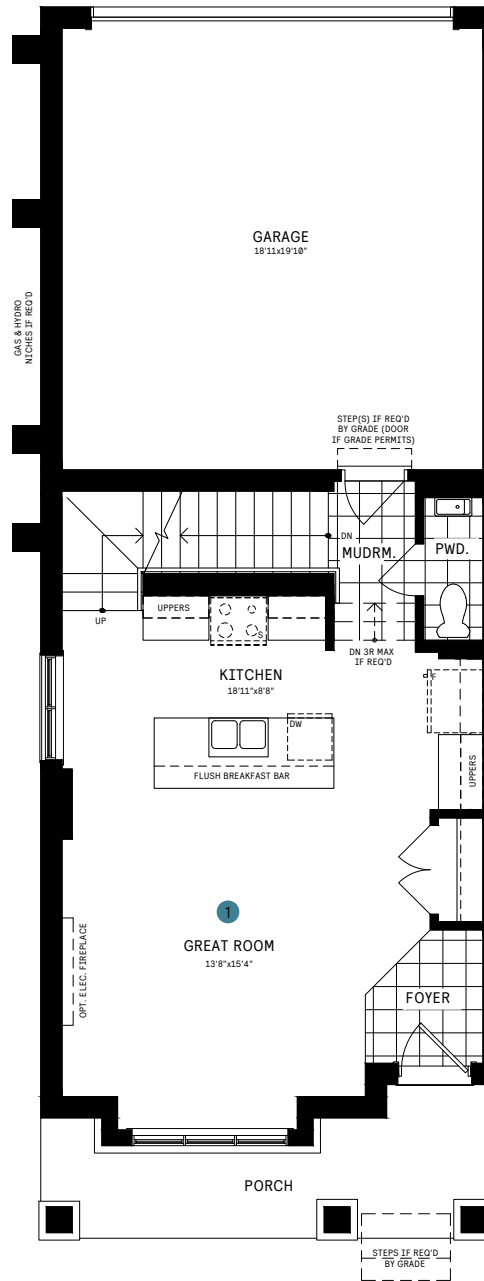 GARAGE
18'11x19'10"
GAS & HYDRO
NICHES IF REQ'D
STEP(S) IF REQ'D
BY GRADE (DOOR
IF GRADE PERMITS)
DN
MUDRM.
PWD.
UPPERS
S
UP
DN 3R MAX
IF REQ'D
KITCHEN
18'11"x8'8"
F
DW
FLUSH BREAKFAST BAR
UPPERS
1
GREAT ROOM
13'8"x15'4"
OPT. ELEC. FIREPLACE
FOYER
PORCH
STEPS IF REQ'D
BY GRADE